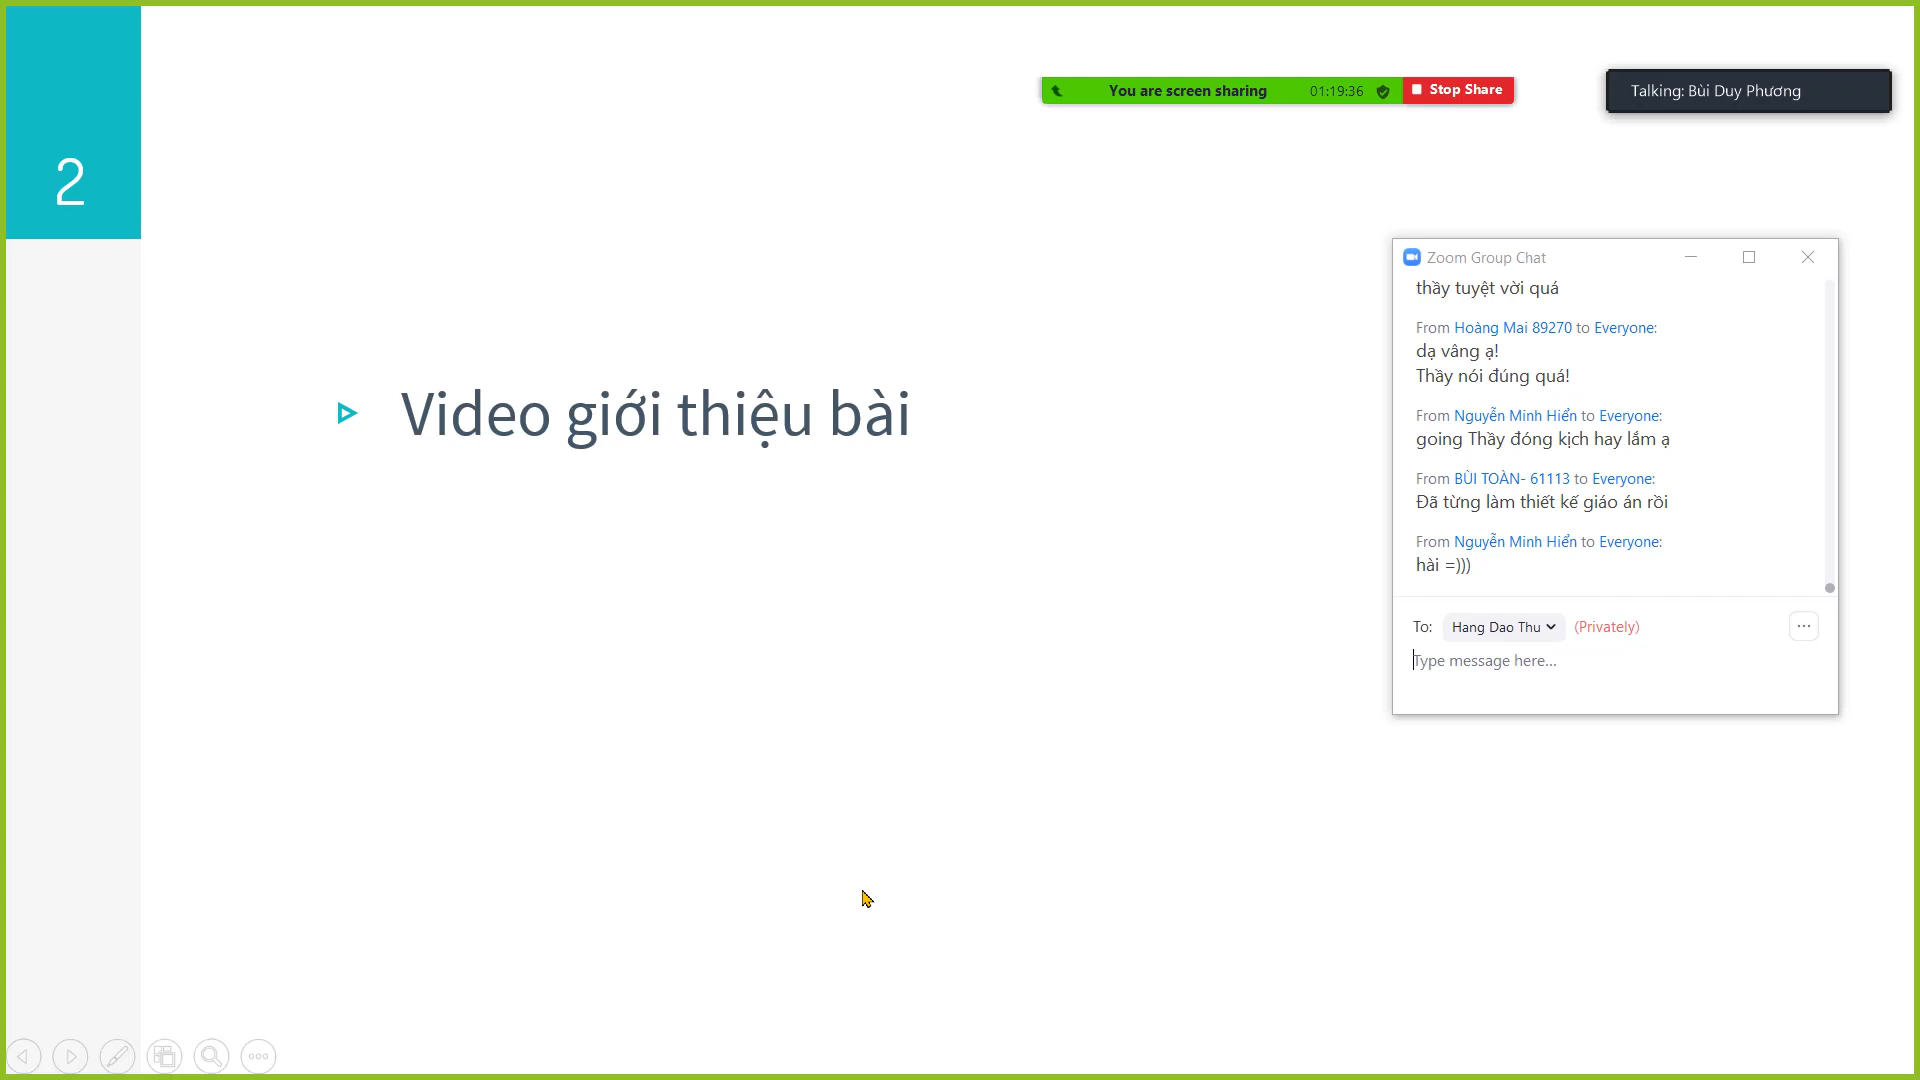 2
You are screen sharing 01:19:36 Stop Share
Talking: Bùi Duy Phương
Video giới thiệu bài
Zoom Group Chat
thầy tuyệt vời quá
From Hoàng Mai 89270 to Everyone:
dạ vâng ạ!
Thầy nói đúng quá!
From Nguyễn Minh Hiển to Everyone:
going Thầy đóng kịch hay lắm ạ
From BÙI TOÀN- 61113 to Everyone:
Đã từng làm thiết kế giáo án rồi
From Nguyễn Minh Hiển to Everyone:
hài =)))
To: Hang Dao Thu (Privately)
Type message here...